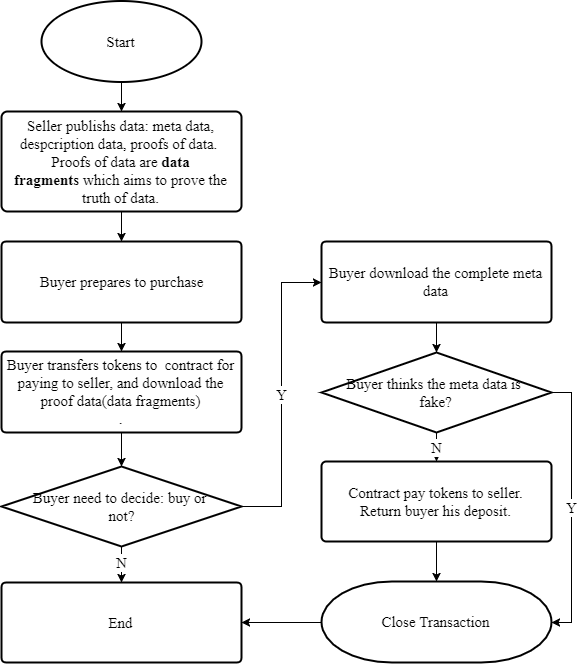 Start
Seller publishs data: meta data,
despcription data, proofs of data.
Proofs of data are data
fragments which aims to prove the
truth of data.
Buyer prepares to purchase
Buyer transfers tokens to contract for
paying to seller, and download the
proof data(data fragments)
.
Buyer need to decide: buy or
not?
Y
N
End
Buyer download the complete meta
data
Buyer thinks the meta data is
fake?
N
Y
Contract pay tokens to seller.
Return buyer his deposit.
Close Transaction